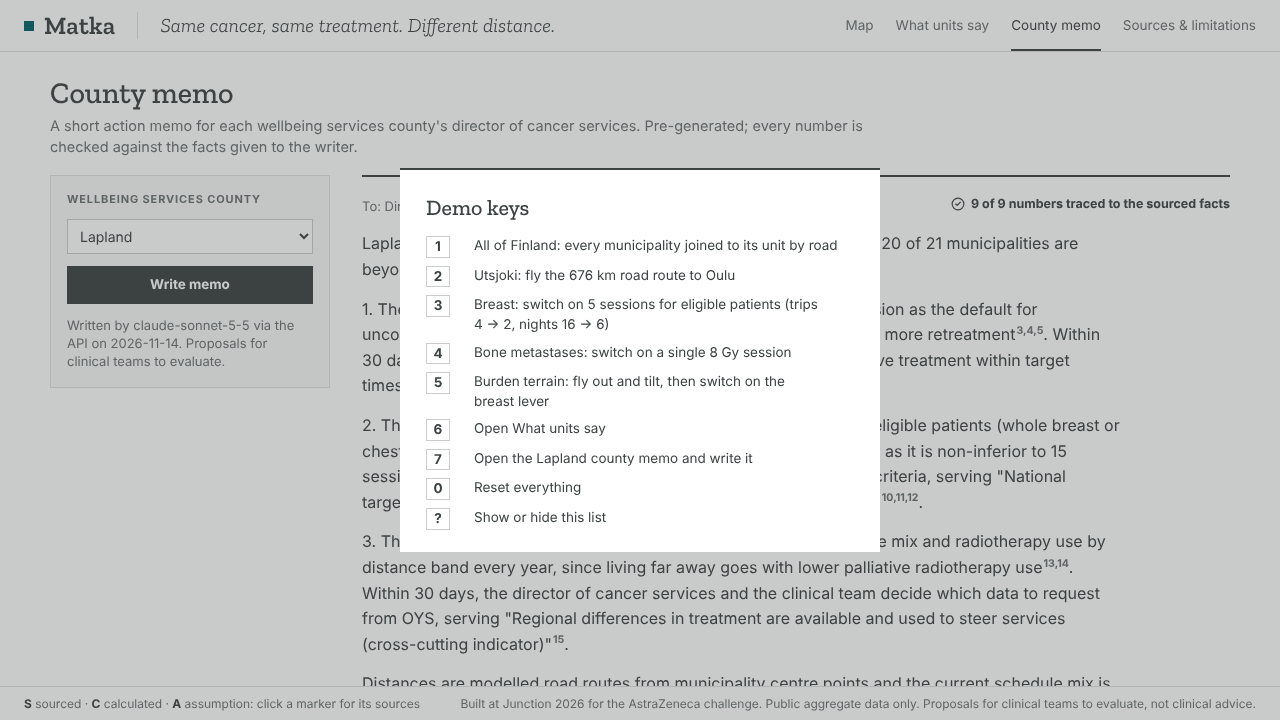 Matka
Same cancer, same treatment. Different distance.
Map
What units say
County memo
Sources & limitations
County memo
A short action memo for each wellbeing services county's director of cancer services. Pre-generated; every number is
checked against the facts given to the writer.
WELLBEING SERVICES COUNTY
Lapland
Write memo
Written by claude-sonnet-5-5 via the
API on 2026-11-14. Proposals for
clinical teams to evaluate.
To: Dir
9 of 9 numbers traced to the sourced facts
Lapla 20 of 21 municipalities are
beyo
1. The sion as the default for
unco more retreatment3,4,5. Within
30 da ve treatment within target
times
2. Th eligible patients (whole breast or
chest as it is non-inferior to 15
sessi criteria, serving "National
targe 10,11,12.
3. Th e mix and radiotherapy use by
distance band every year, since living far away goes with lower palliative radiotherapy use13,14.
Within 30 days, the director of cancer services and the clinical team decide which data to request
from OYS, serving "Regional differences in treatment are available and used to steer services
(cross-cutting indicator)"15.
Distances are modelled road routes from municipality centre points and the current schedule mix is
Demo keys
1 All of Finland: every municipality joined to its unit by road
2 Utsjoki: fly the 676 km road route to Oulu
3 Breast: switch on 5 sessions for eligible patients (trips
4 → 2, nights 16 → 6)
4 Bone metastases: switch on a single 8 Gy session
5 Burden terrain: fly out and tilt, then switch on the
breast lever
6 Open What units say
7 Open the Lapland county memo and write it
0 Reset everything
? Show or hide this list
S sourced · C calculated · A assumption: click a marker for its sources
Built at Junction 2026 for the AstraZeneca challenge. Public aggregate data only. Proposals for clinical teams to evaluate, not clinical advice.